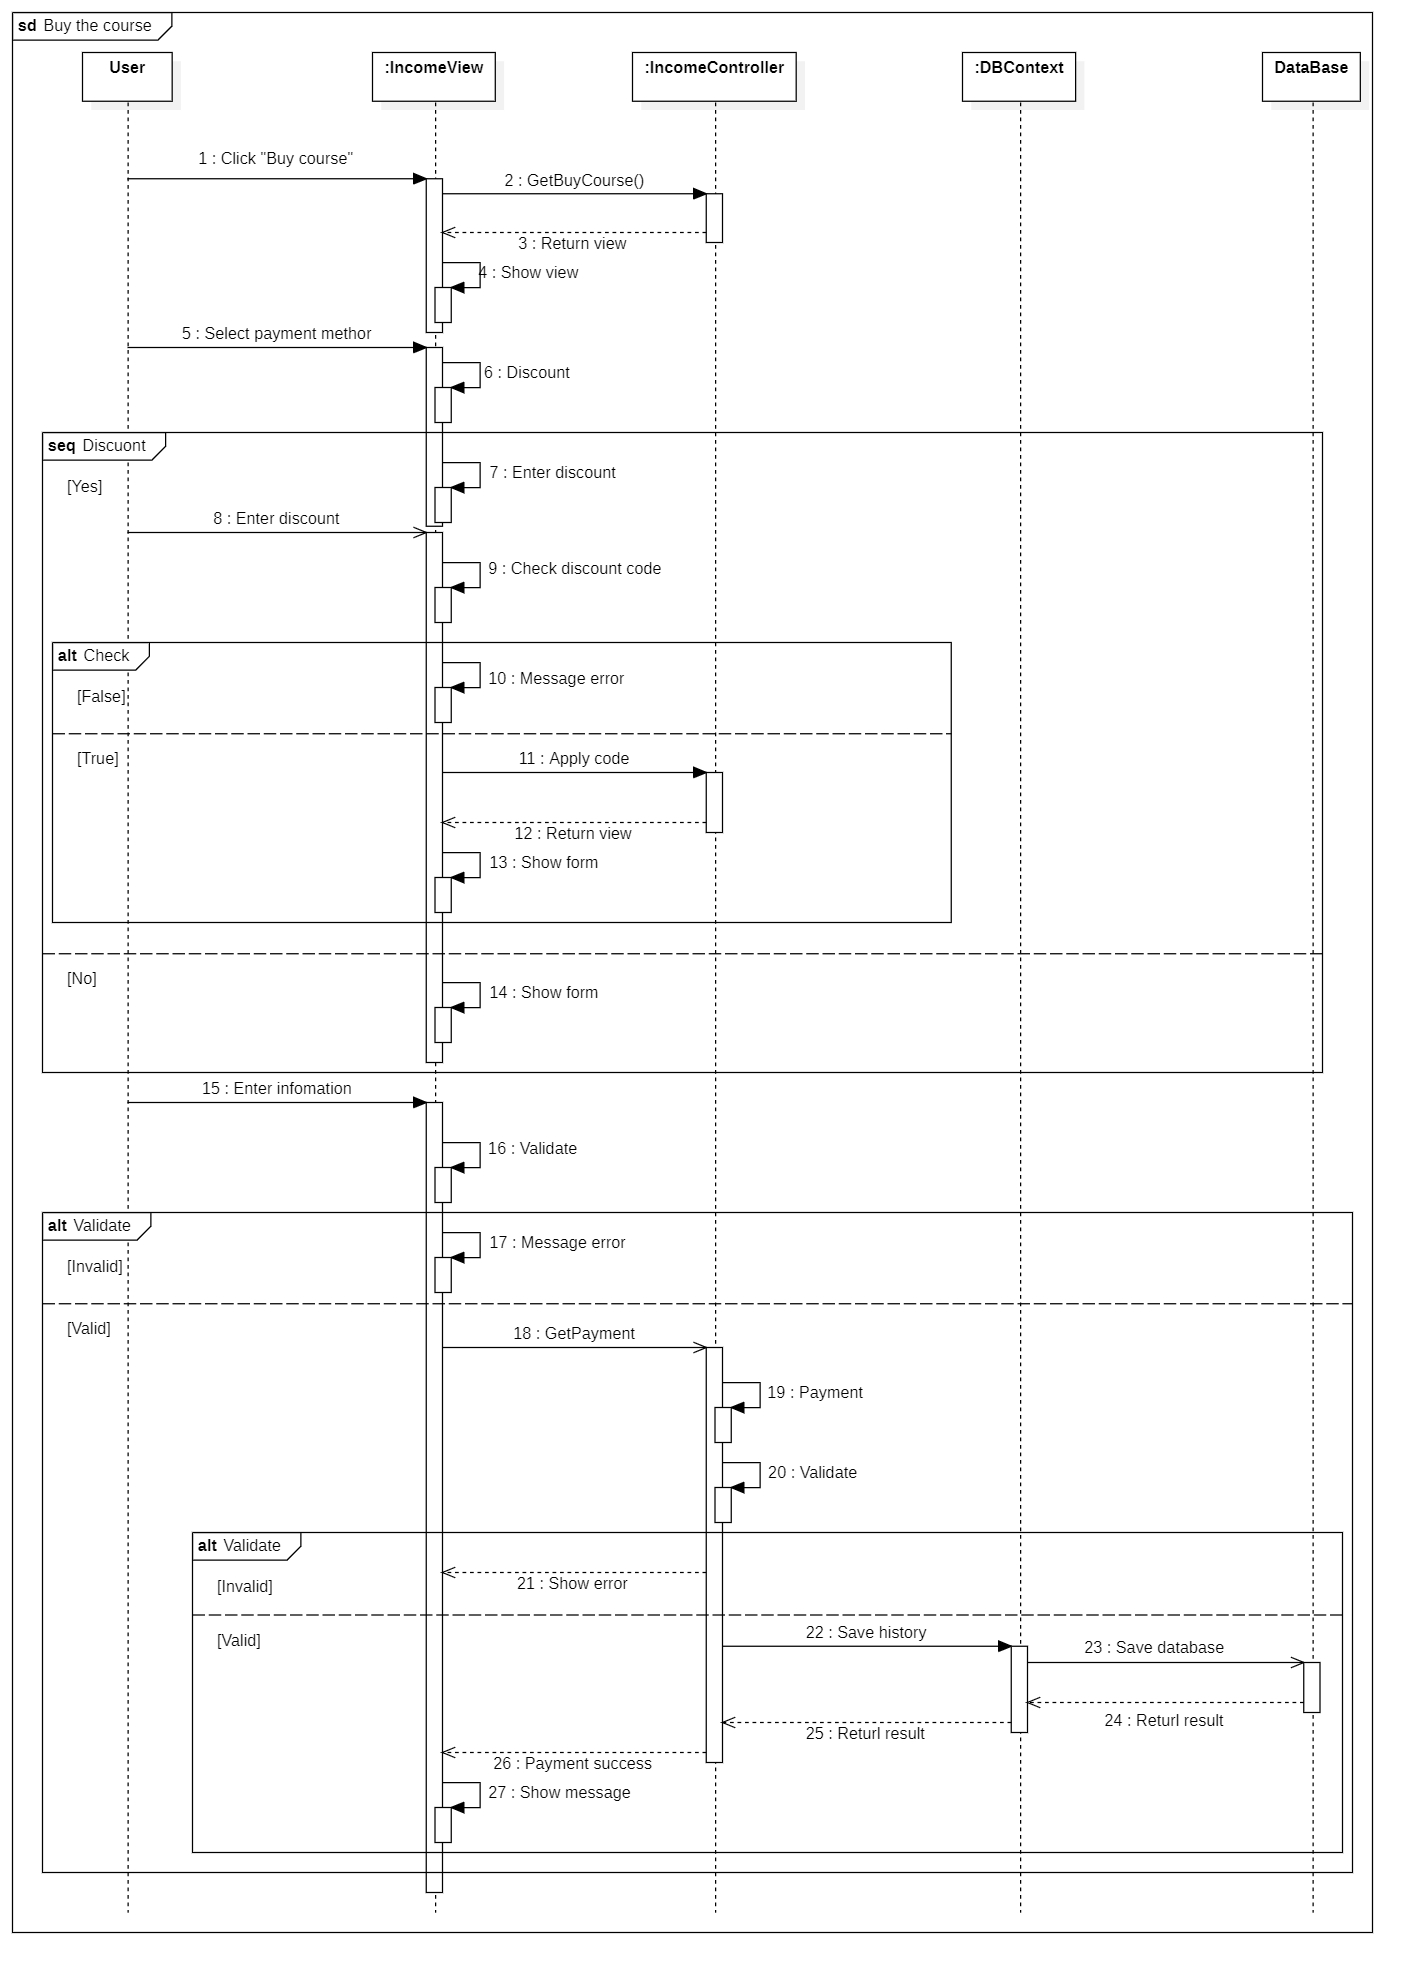 sd Buy the course
User
:IncomeView
:IncomeController
:DBContext
DataBase
1 : Click "Buy course"
2 : GetBuyCourse()
3 : Return view
4 : Show view
5 : Select payment methor
6 : Discount
seq Discuont
[Yes]
7 : Enter discount
8 : Enter discount
9 : Check discount code
alt Check
[False]
10 : Message error
[True]
11 : Apply code
12 : Return view
13 : Show form
[No]
14 : Show form
15 : Enter infomation
16 : Validate
alt Validate
[Invalid]
17 : Message error
[Valid]
18 : GetPayment
19 : Payment
20 : Validate
alt Validate
[Invalid]
21 : Show error
[Valid]
22 : Save history
23 : Save database
24 : Returl result
25 : Returl result
26 : Payment success
27 : Show message